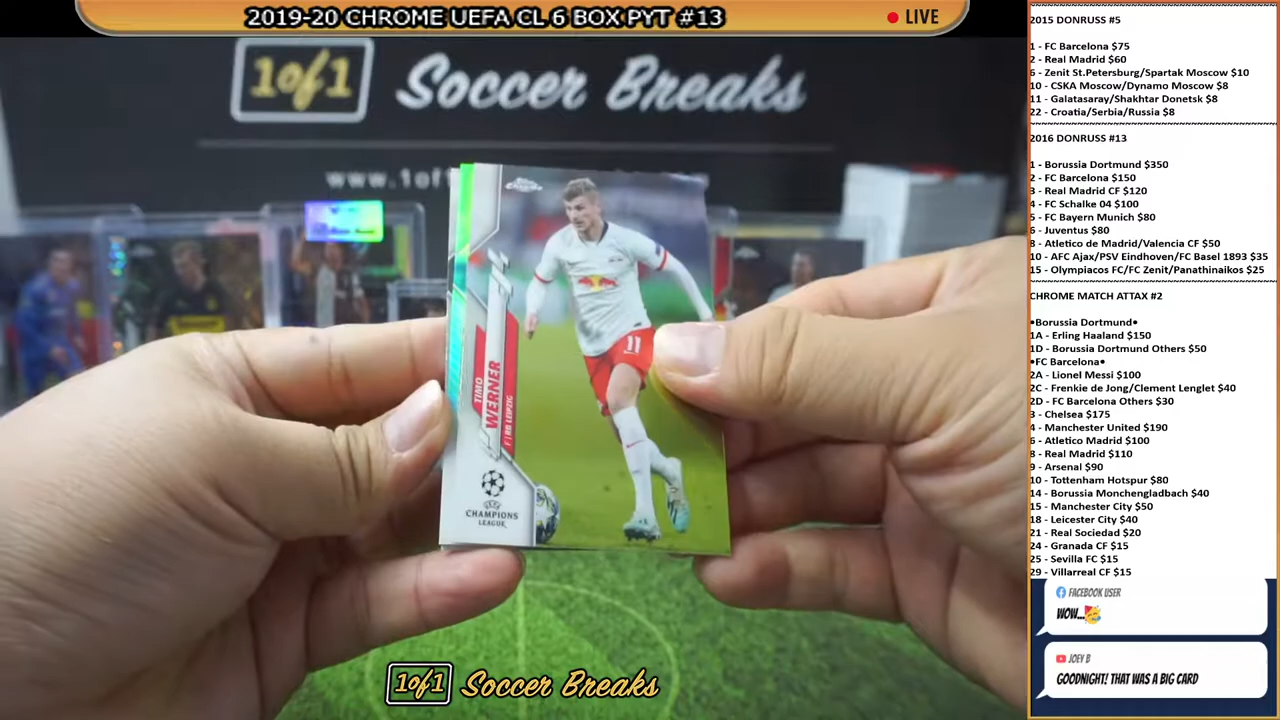 2019-20 CHROME UEFA CL 6 BOX PYT #13
LIVE
1of1 Soccer Breaks
www.1of
Chrome
TIMO
WERNER
F | RB LEIPZIG
11
UEFA
CHAMPIONS
LEAGUE
1of1 Soccer Breaks
2015 DONRUSS #5
1 - FC Barcelona $75
2 - Real Madrid $60
6 - Zenit St.Petersburg/Spartak Moscow $10
10 - CSKA Moscow/Dynamo Moscow $8
11 - Galatasaray/Shakhtar Donetsk $8
22 - Croatia/Serbia/Russia $8
2016 DONRUSS #13
1 - Borussia Dortmund $350
2 - FC Barcelona $150
3 - Real Madrid CF $120
4 - FC Schalke 04 $100
5 - FC Bayern Munich $80
6 - Juventus $80
8 - Atletico de Madrid/Valencia CF $50
10 - AFC Ajax/PSV Eindhoven/FC Basel 1893 $35
15 - Olympiacos FC/FC Zenit/Panathinaikos $25
CHROME MATCH ATTAX #2
•Borussia Dortmund•
1A - Erling Haaland $150
1D - Borussia Dortmund Others $50
•FC Barcelona•
2A - Lionel Messi $100
2C - Frenkie de Jong/Clement Lenglet $40
2D - FC Barcelona Others $30
3 - Chelsea $175
4 - Manchester United $190
6 - Atletico Madrid $100
8 - Real Madrid $110
9 - Arsenal $90
10 - Tottenham Hotspur $80
14 - Borussia Monchengladbach $40
15 - Manchester City $50
18 - Leicester City $40
21 - Real Sociedad $20
24 - Granada CF $15
25 - Sevilla FC $15
29 - Villarreal CF $15
FACEBOOK USER
WOW...🥳
JOEY B
GOODNIGHT! THAT WAS A BIG CARD